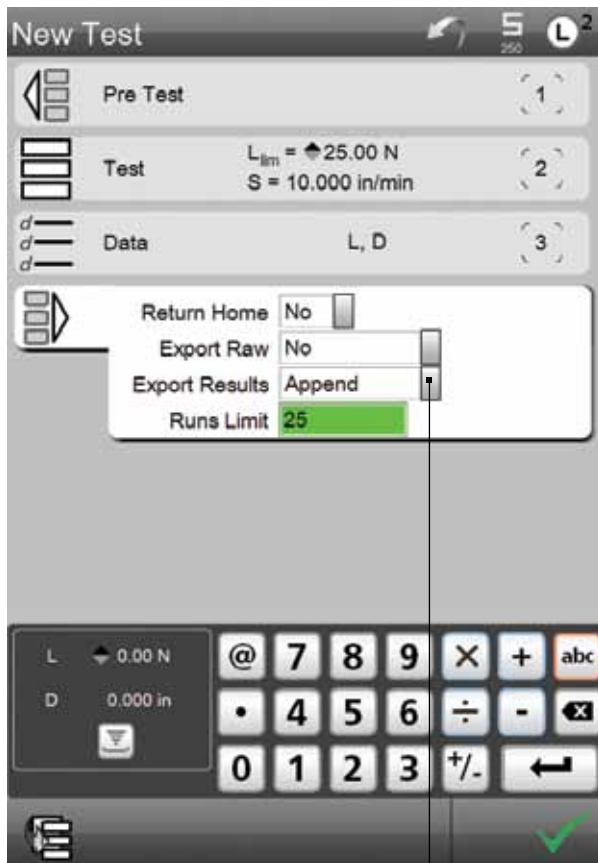 New Test
S
250
L 2
Pre Test 1
Test Llim = 25.00 N 2
S = 10.000 in/min
d
d Data L, D 3
d
Return Home No
Export Raw No
Export Results Append
Runs Limit 25
L 0.00 N
D 0.000 in
@ 7 8 9 × + abc
• 4 5 6 ÷ -
0 1 2 3 +/-